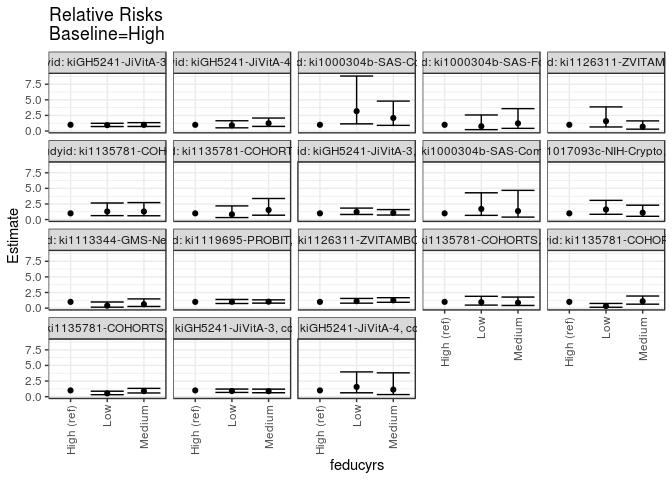 Relative Risks
Baseline=High
yid: kiGH5241-JiVitA-3
d: kiGH5241-JiVitA-4
d: ki1000304b-SAS-Co
ki1000304b-SAS-Fo
ki1126311-ZVITAM
dyid: ki1135781-COH
d: ki1135781-COHORT
id: kiGH5241-JiVitA-3,
ki1000304b-SAS-Com
1017093c-NIH-Crypto
d: ki1113344-GMS-Ne
id: ki1119695-PROBIT,
ki1126311-ZVITAMBO
ki1135781-COHORTS,
id: ki1135781-COHOR
ki1135781-COHORTS,
kiGH5241-JiVitA-3, co
kiGH5241-JiVitA-4, co
7.5
5.0
2.5
0.0
7.5
5.0
2.5
0.0
7.5
5.0
2.5
0.0
7.5
5.0
2.5
0.0
Estimate
High (ref)
Low
Medium
High (ref)
Low
Medium
High (ref)
Low
Medium
High (ref)
Low
Medium
High (ref)
Low
Medium
feducyrs